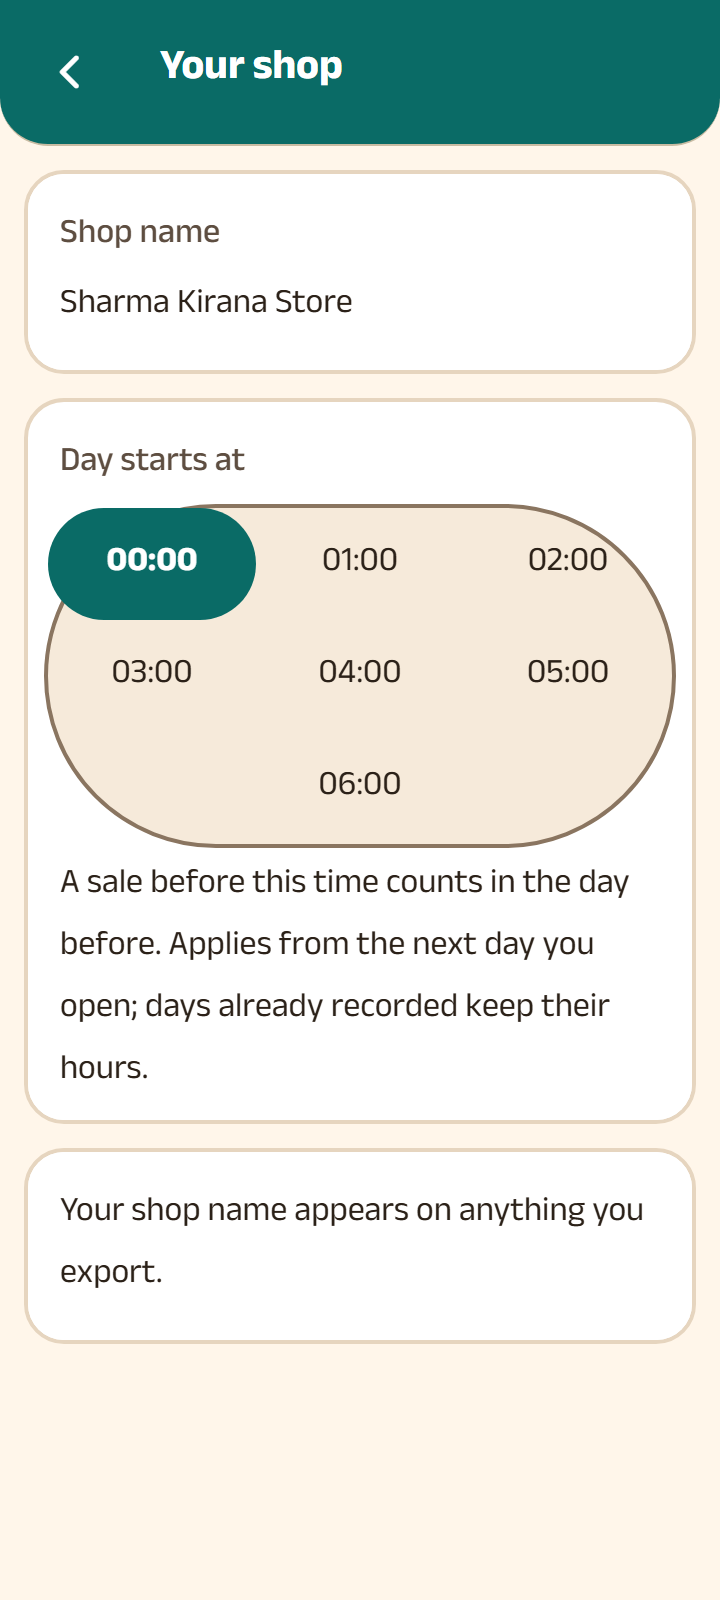 Your shop
Shop name
Sharma Kirana Store
Day starts at
00:00 01:00 02:00
03:00 04:00 05:00
06:00
A sale before this time counts in the day
before. Applies from the next day you
open; days already recorded keep their
hours.
Your shop name appears on anything you
export.